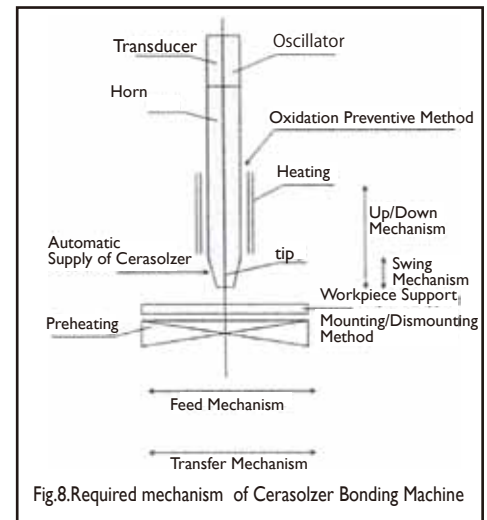 Transducer
Oscillator
Horn
Oxidation Preventive Method
Heating
Up/Down
Mechanism
Automatic
Supply of Cerasolzer
tip
Swing
Mechanism
Workpiece Support
Preheating
Mounting/Dismounting
Method
Feed Mechanism
Transfer Mechanism
Fig.8.Required mechanism of Cerasolzer Bonding Machine